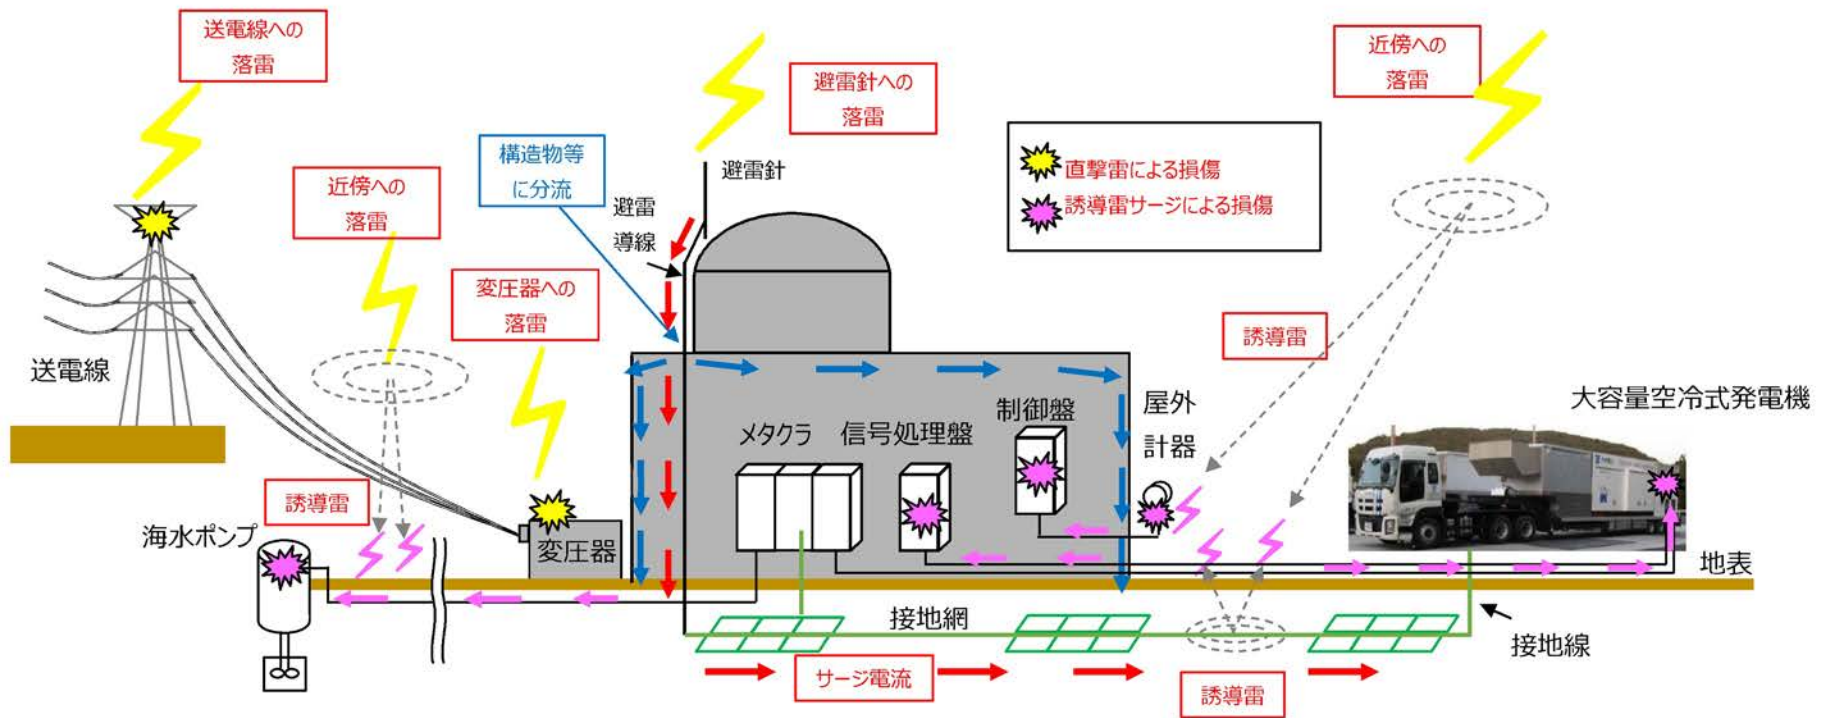 送電線への
落雷
避雷針への
落雷
近傍への
落雷
構造物等
に分流
避雷針
直撃雷による損傷
誘導雷サージによる損傷
近傍への
落雷
避雷
導線
変圧器への
落雷
誘導雷
送電線
大容量空冷式発電機
屋外
計器
制御盤
メタクラ
信号処理盤
誘導雷
海水ポンプ
変圧器
地表
接地網
接地線
サージ電流
誘導雷